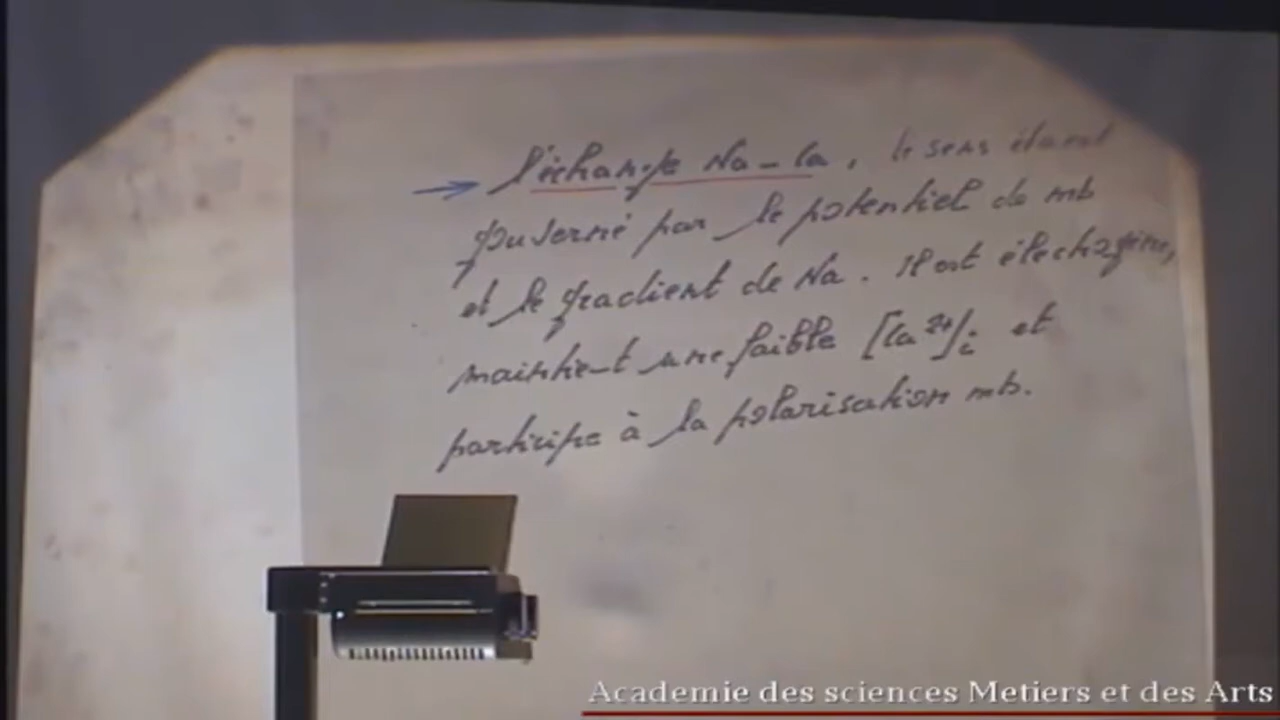 → l'échange Na-Ca, le sens étant
gouverné par le potentiel de mb
et le gradient de Na. Il est électrogène,
maintient une faible [Ca²⁺]i et
participe à la polarisation mb.
Academie des sciences Metiers et des Arts